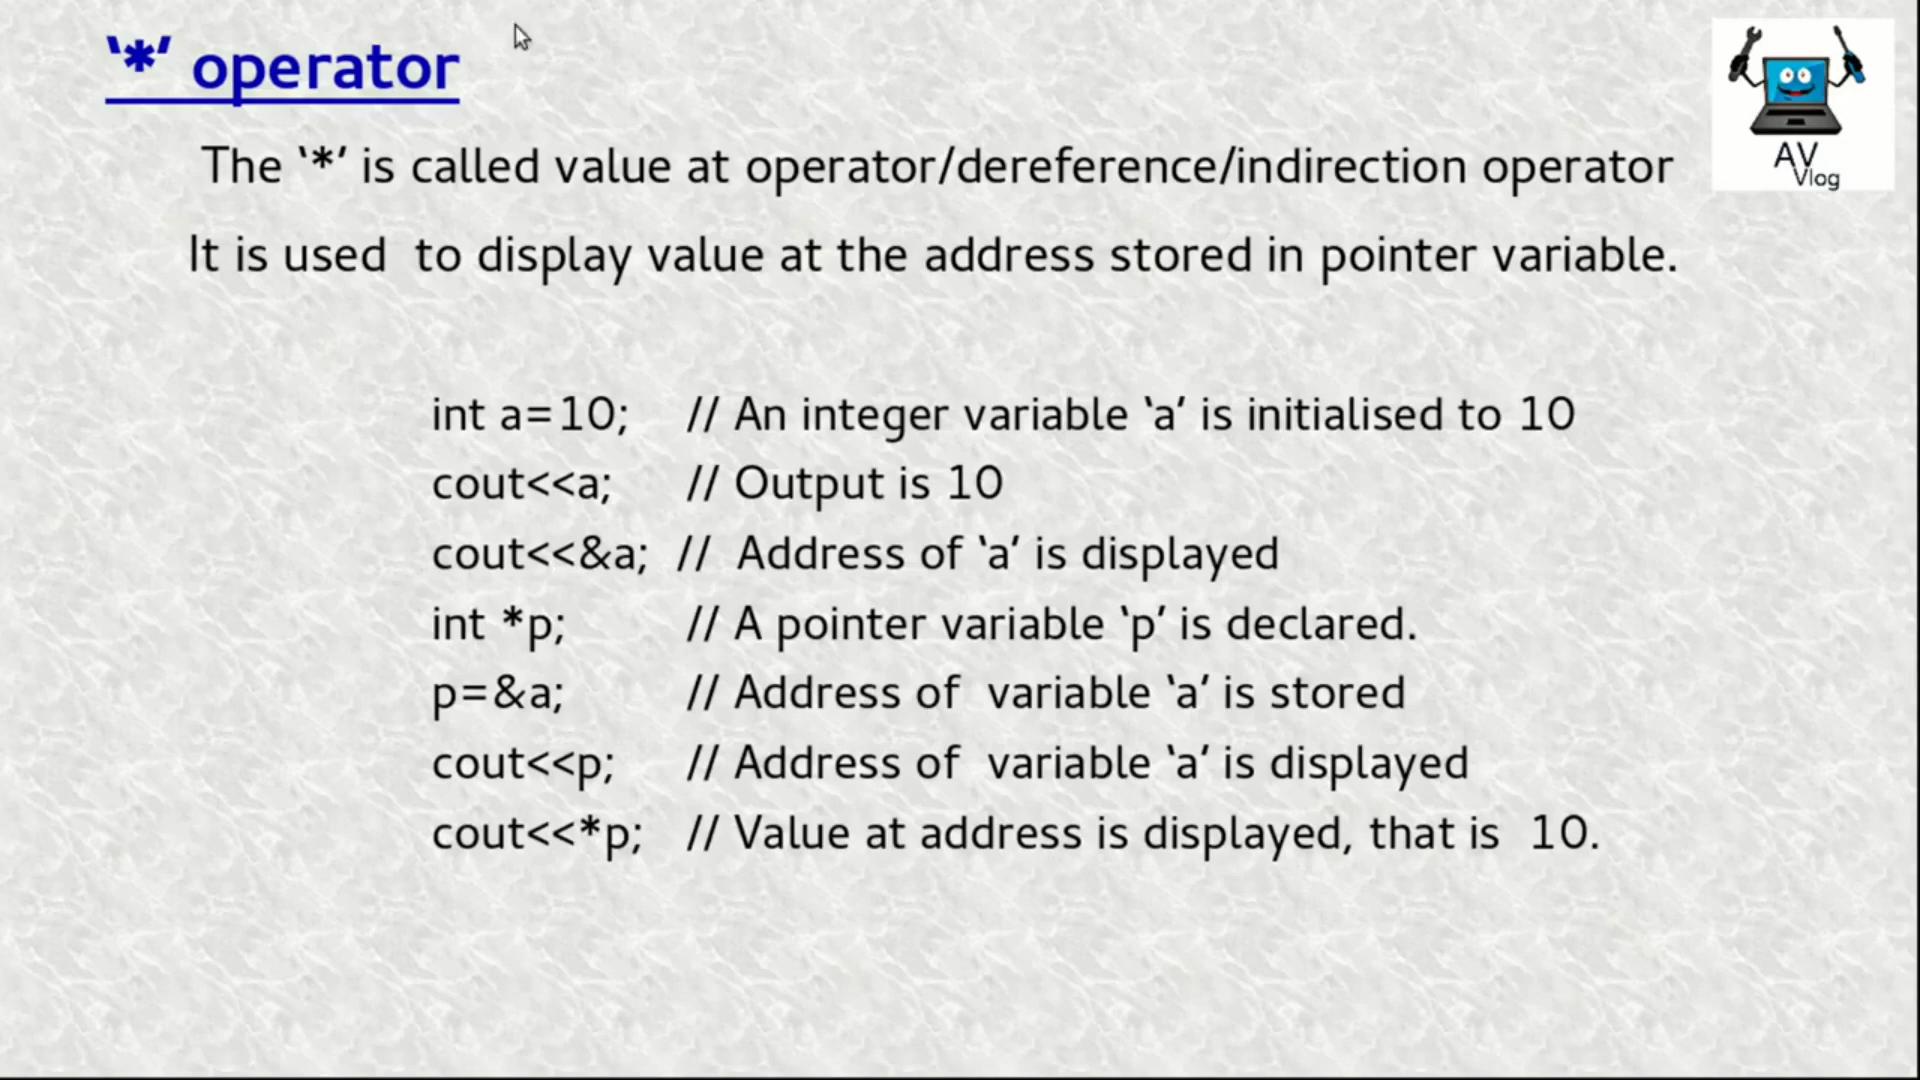 ‘*’ operator
AV
Vlog
The ‘*’ is called value at operator/dereference/indirection operator
It is used to display value at the address stored in pointer variable.
int a=10; // An integer variable ‘a’ is initialised to 10
cout<<a; // Output is 10
cout<<&a; // Address of ‘a’ is displayed
int *p; // A pointer variable ‘p’ is declared.
p=&a; // Address of variable ‘a’ is stored
cout<<p; // Address of variable ‘a’ is displayed
cout<<*p; // Value at address is displayed, that is 10.